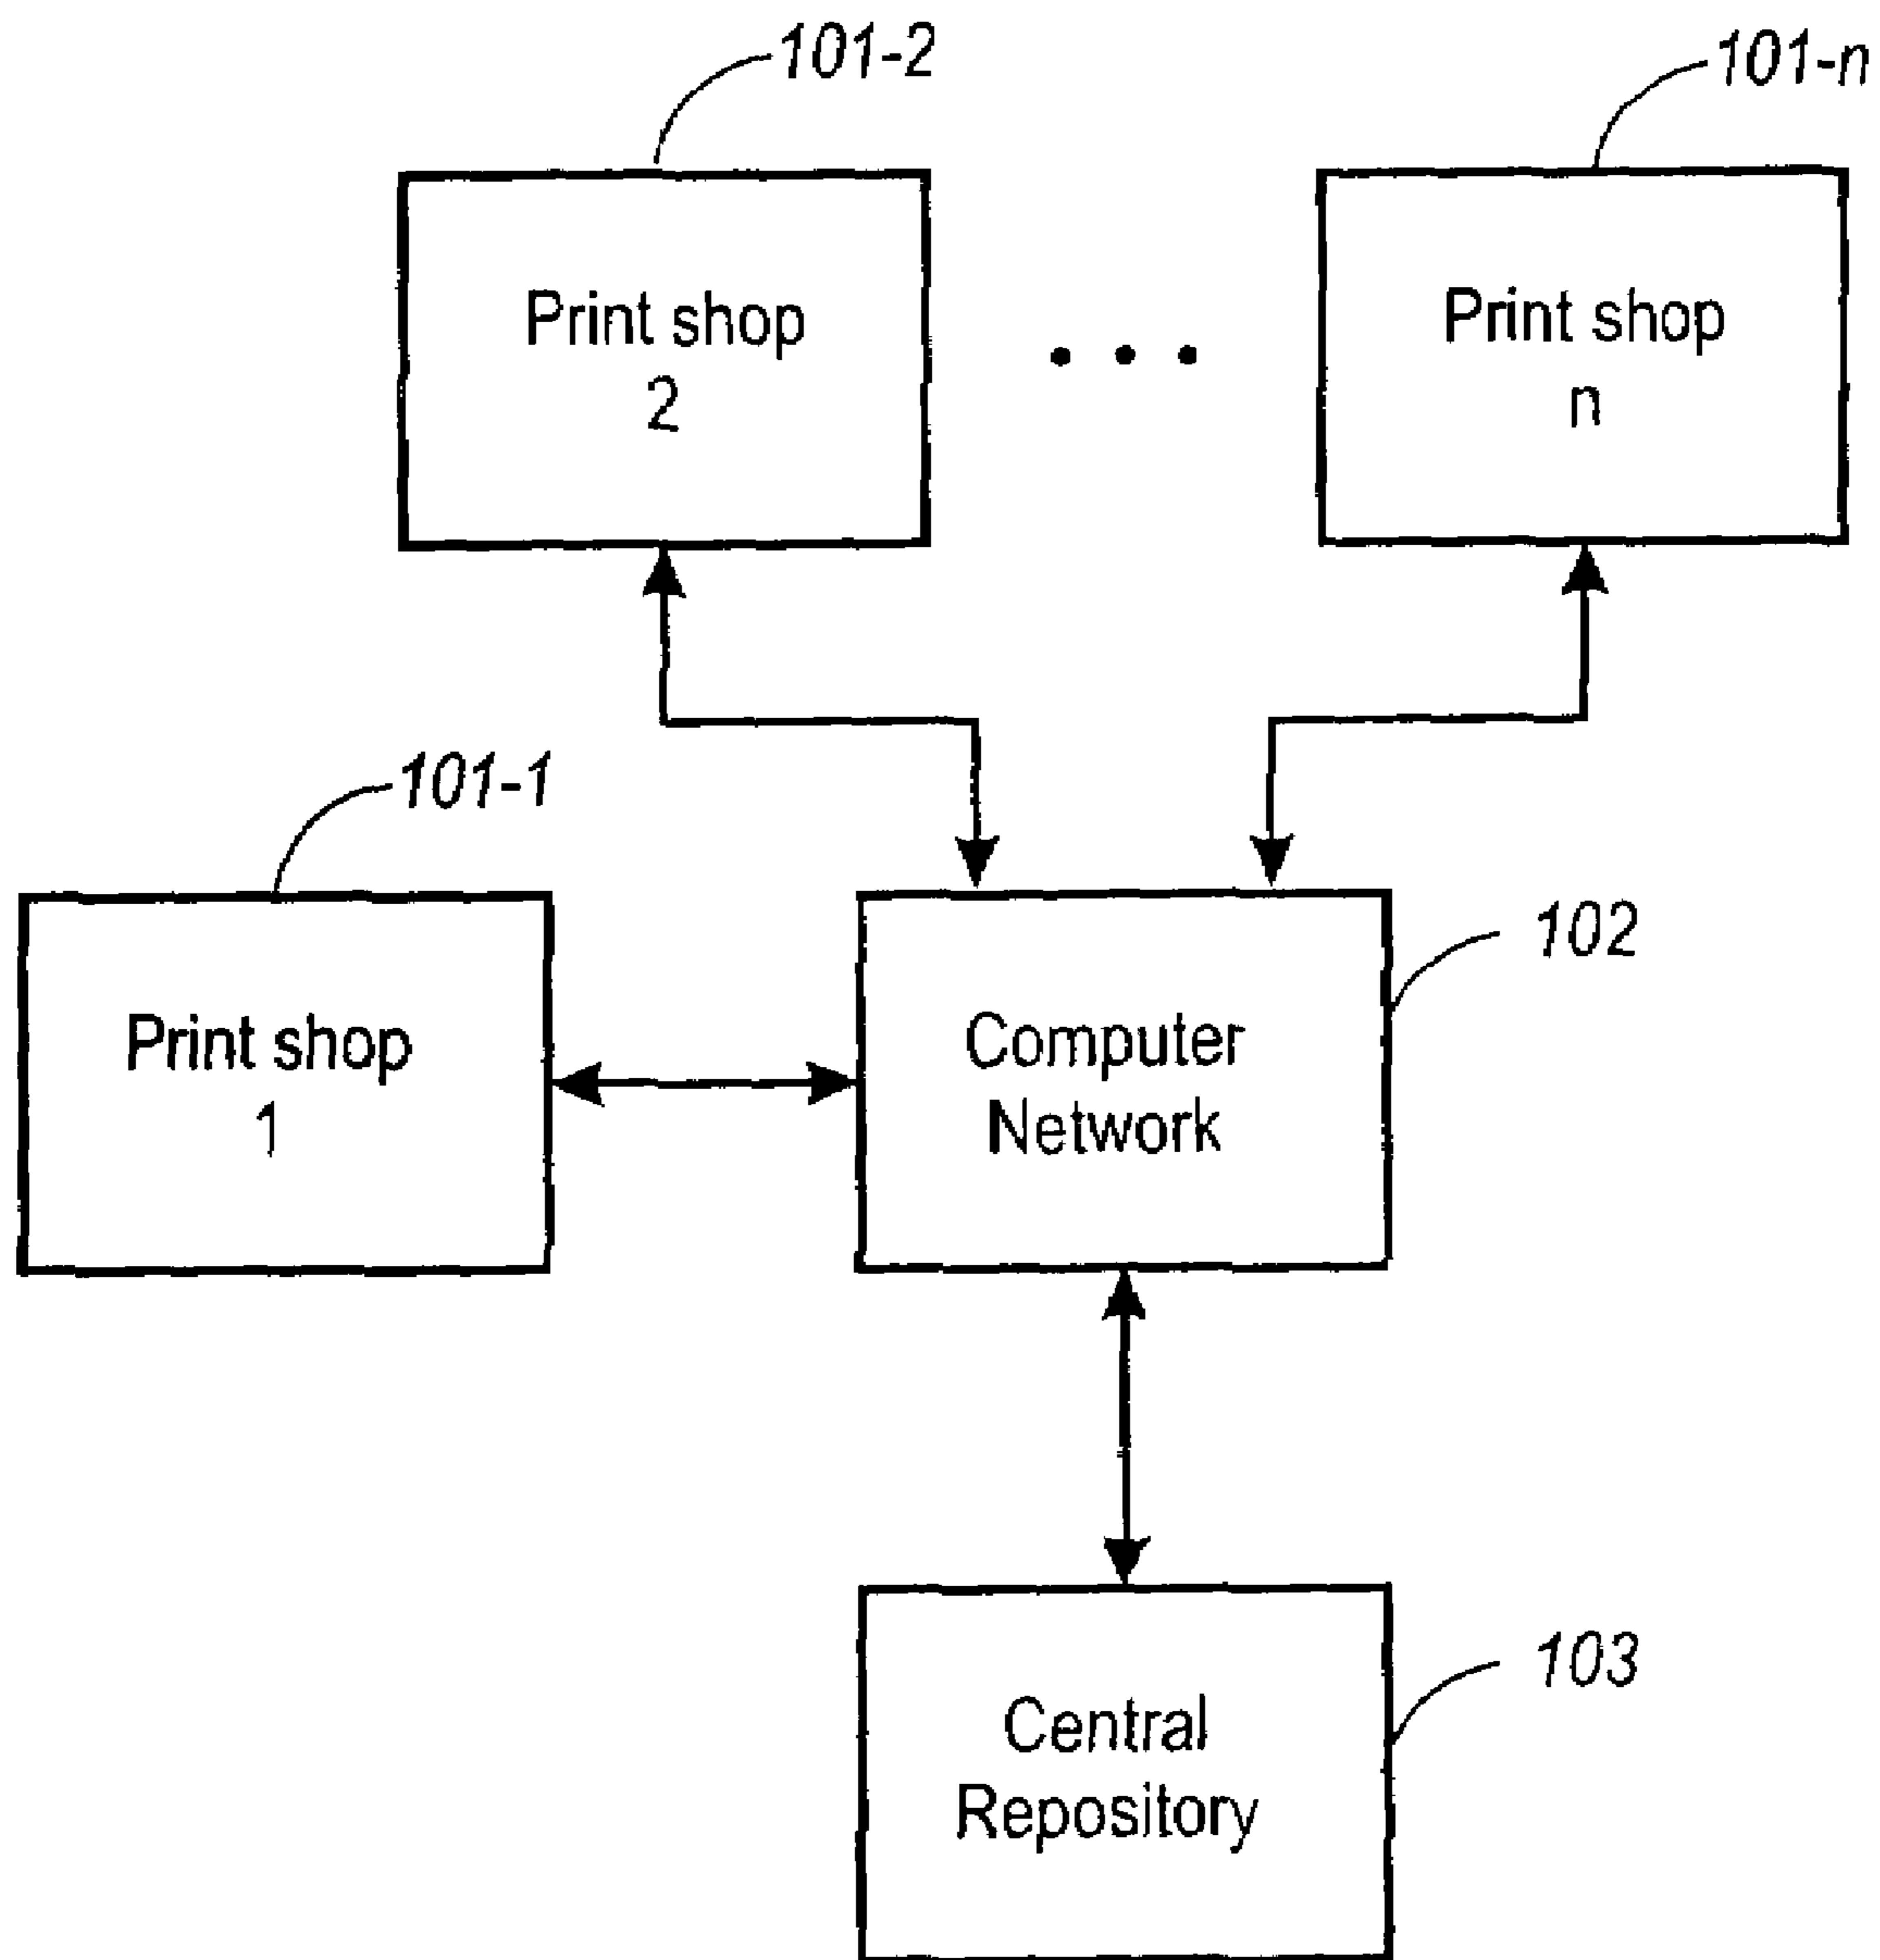 101-2
101-n
Print shop
2
. . .
Print shop
n
101-1
Print shop
1
102
Computer
Network
103
Central
Repository